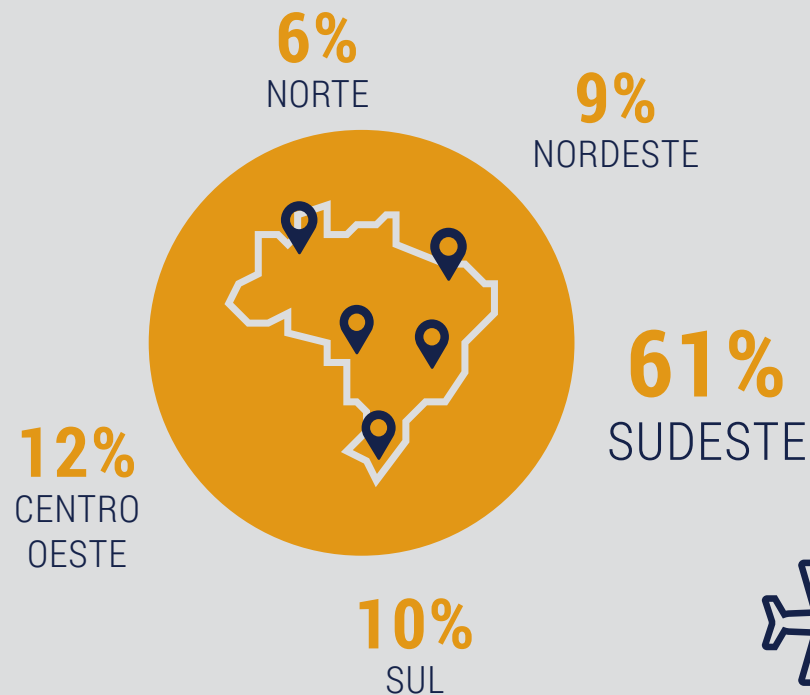 6%
NORTE
9%
NORDESTE
61%
SUDESTE
12%
CENTRO
OESTE
10%
SUL